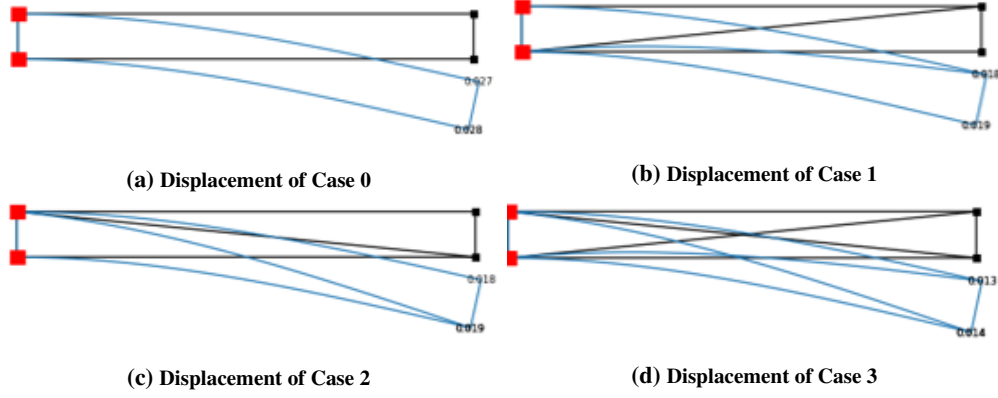 0.027
0.028
0.018
0.019
(a) Displacement of Case 0
(b) Displacement of Case 1
0.018
0.019
0.013
0.014
(c) Displacement of Case 2
(d) Displacement of Case 3